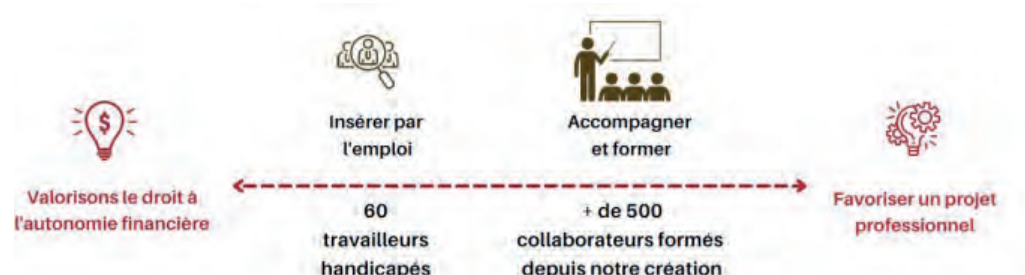 $
Insérer par
l'emploi
Accompagner
et former
Valorisons le droit à
l'autonomie financière
Favoriser un projet
professionnel
60
travailleurs
handicapés
+ de 500
collaborateurs formés
depuis notre création